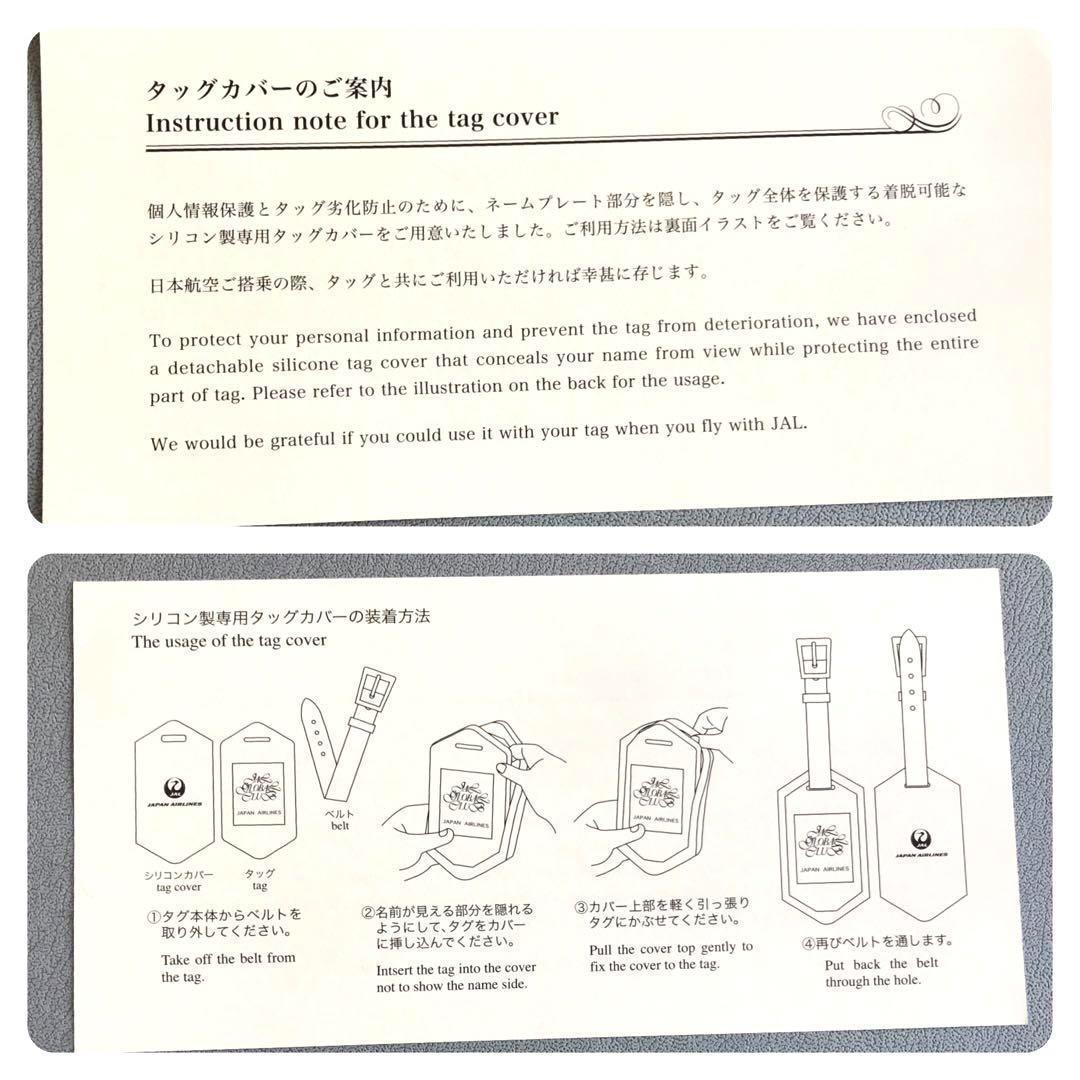 タッグカバーのご案内
Instruction note for the tag cover
個人情報保護とタッグ劣化防止のために、ネームプレート部分を隠し、タッグ全体を保護する着脱可能な
シリコン製専用タッグカバーをご用意いたしました。ご利用方法は裏面イラストをご覧ください。
日本航空ご搭乗の際、タッグと共にご利用いただければ幸甚に存じます。
To protect your personal information and prevent the tag from deterioration, we have enclosed
a detachable silicone tag cover that conceals your name from view while protecting the entire
part of tag. Please refer to the illustration on the back for the usage.
We would be grateful if you could use it with your tag when you fly with JAL.
シリコン製専用タッグカバーの装着方法
The usage of the tag cover
JAL
JAPAN AIRLINES
シリコンカバー
tag cover
JAL
GLOBAL
CLUB
JAPAN AIRLINES
タッグ
tag
ベルト
belt
①タグ本体からベルトを
取り外してください。
Take off the belt from
the tag.
JAL
GLOBAL
CLUB
JAPAN AIRLINES
②名前が見える部分を隠れる
ようにして、タグをカバー
に挿し込んでください。
Intsert the tag into the cover
not to show the name side.
JAL
GLOBAL
CLUB
JAPAN AIRLINES
③カバー上部を軽く引っ張り
タグにかぶせてください。
Pull the cover top gently to
fix the cover to the tag.
JAL
GLOBAL
CLUB
JAPAN AIRLINES
JAL
JAPAN AIRLINES
④再びベルトを通します。
Put back the belt
through the hole.